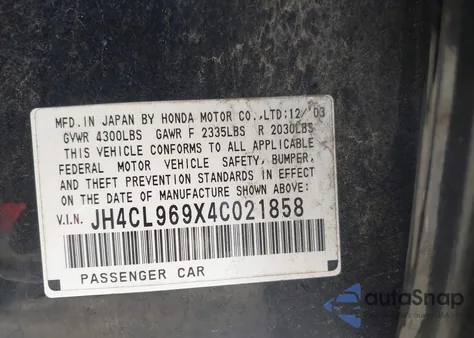 MFD.IN JAPAN BY HONDA MOTOR CO.,LTD:12/'03
GVWR 4300LBS GAWR F 2335LBS R 2030LBS
THIS VEHICLE CONFORMS TO ALL APPLICABLE
FEDERAL MOTOR VEHICLE SAFETY, BUMPER,
AND THEFT PREVENTION STANDARDS IN EFFECT
ON THE DATE OF MANUFACTURE SHOWN ABOVE:
V.I.N. JH4CL969X4C021858
PASSENGER CAR
autoSnap